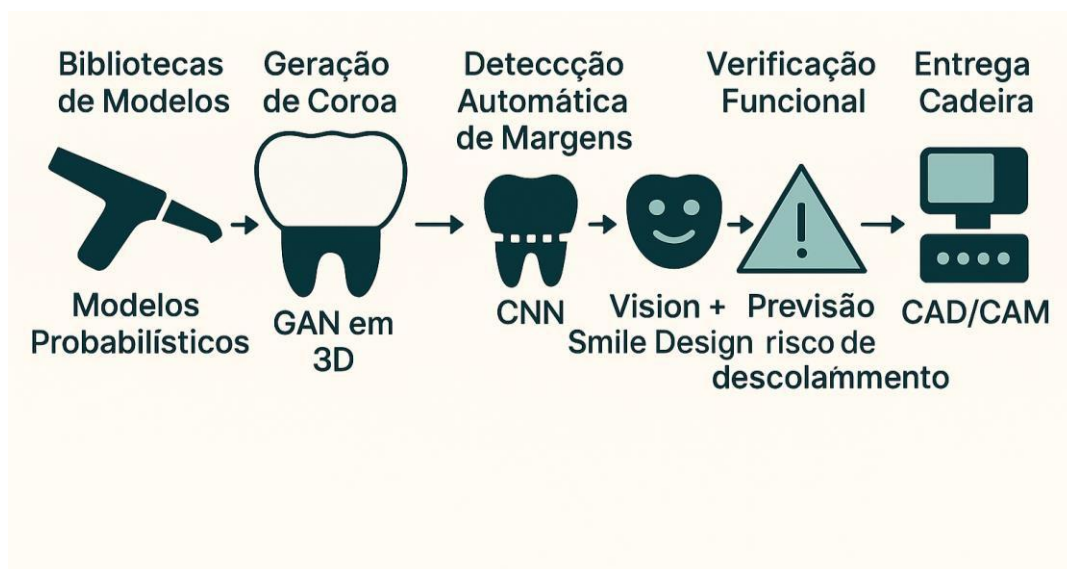 Bibliotecas
de Modelos
Geração
de Coroa
Deteccção
Automática
de Margens
Verificação
Funcional
Entrega
Cadeira
Modelos
Probabilísticos
GAN em
3D
CNN
Vision +
Smile Design
Previsão
risco de
descolaḿmento
CAD/CAM